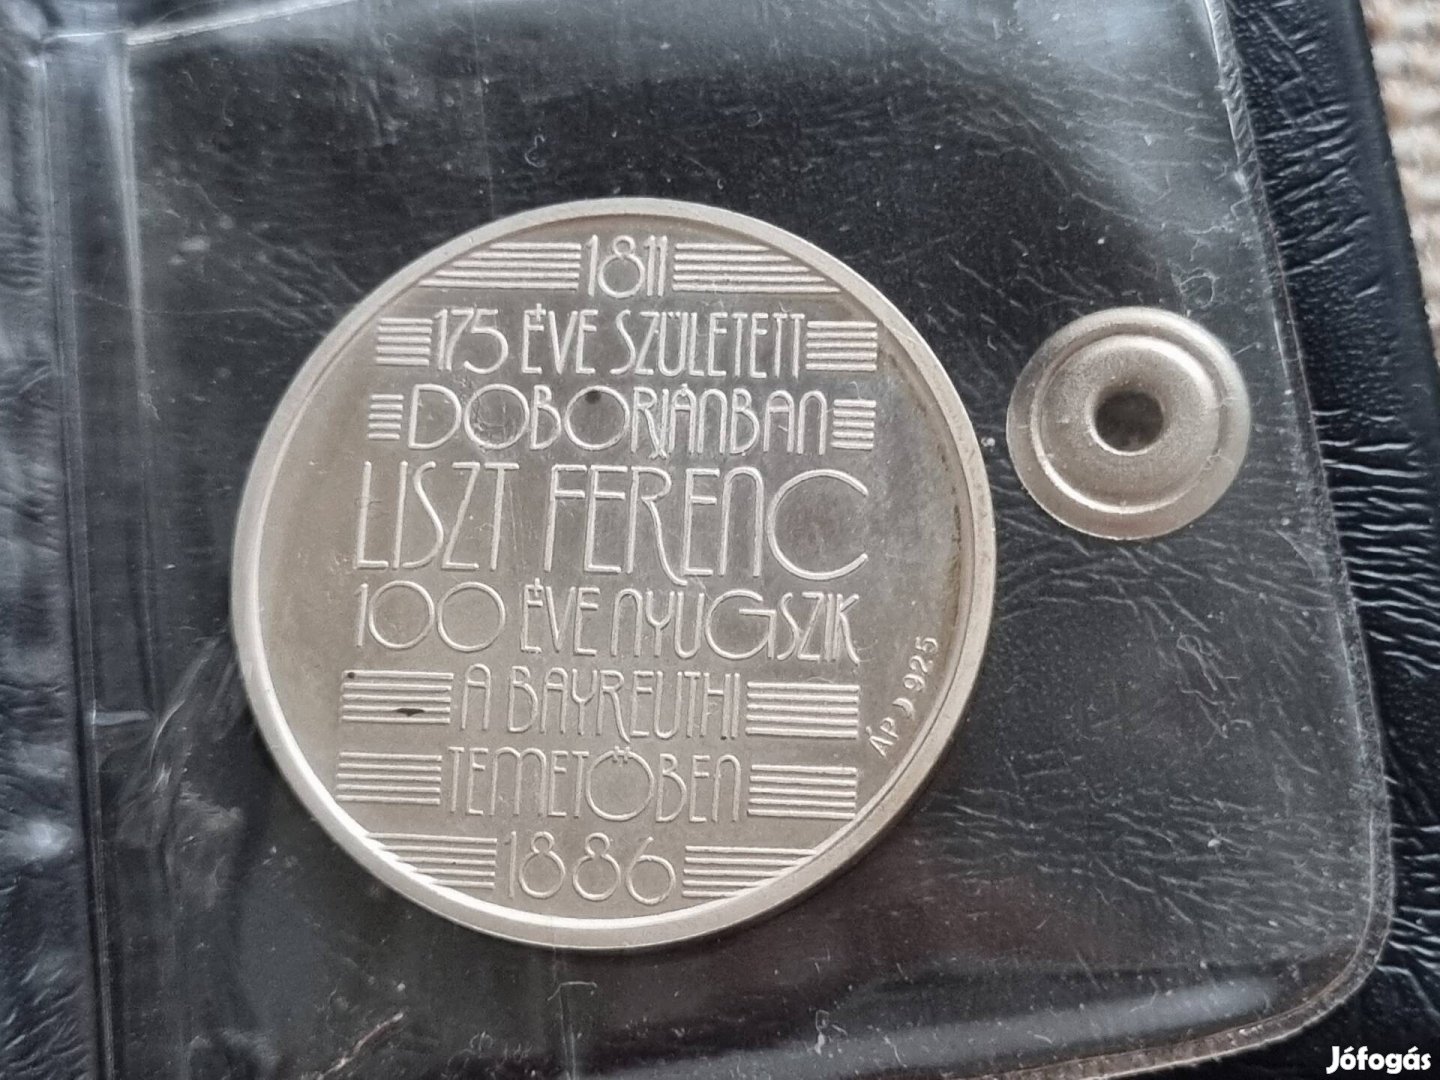 1811
175 ÉVE SZÜLETETT
DOBORJÁNBAN
LISZT FERENC
100 ÉVE NYUGSZIK
A BAYREUTHI
TEMETŐBEN
1886
ÁP 925
Jófogás